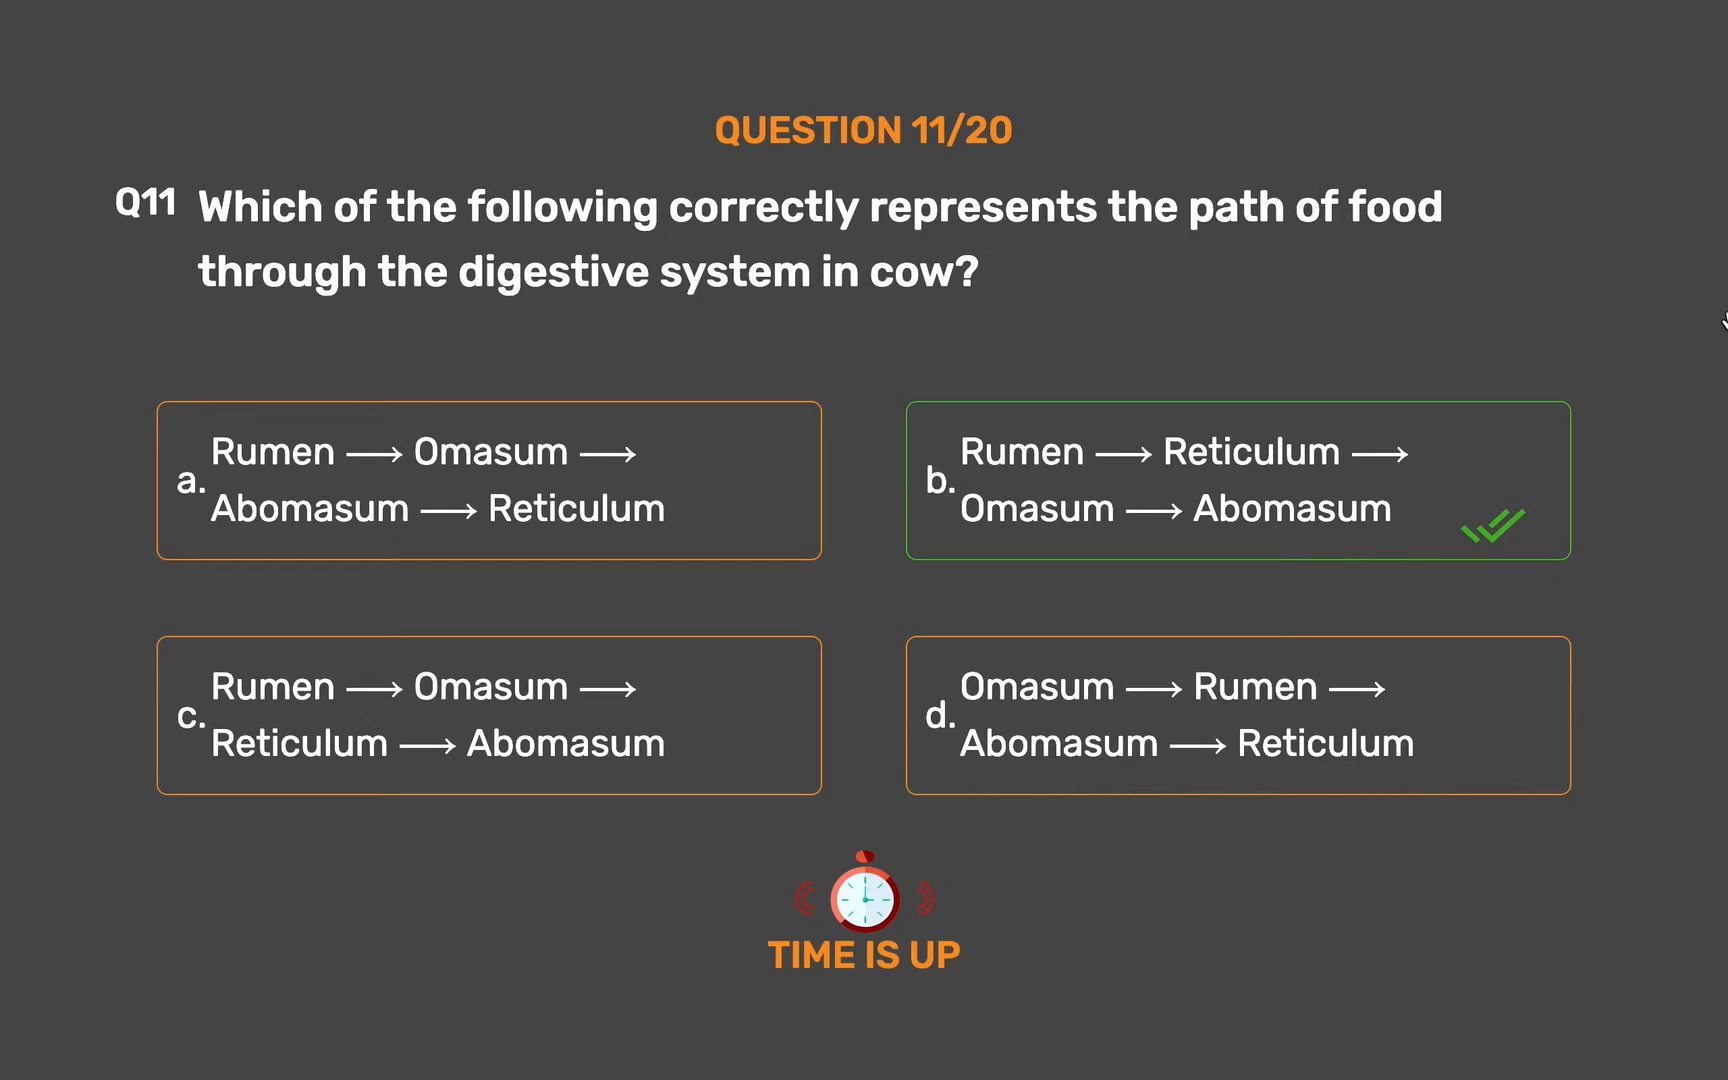 QUESTION 11/20
Q11 Which of the following correctly represents the path of food
through the digestive system in cow?
a. Rumen ⟶ Omasum ⟶
Abomasum ⟶ Reticulum
b. Rumen ⟶ Reticulum ⟶
Omasum ⟶ Abomasum
c. Rumen ⟶ Omasum ⟶
Reticulum ⟶ Abomasum
d. Omasum ⟶ Rumen ⟶
Abomasum ⟶ Reticulum
TIME IS UP